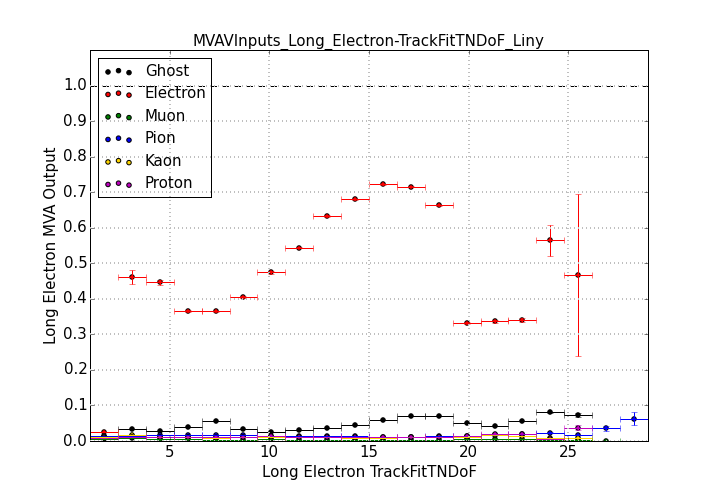 MVAVInputs_Long_Electron-TrackFitTNDoF_Liny
Ghost
Electron
Muon
Pion
Kaon
Proton
1.0
0.9
0.8
0.7
0.6
0.5
0.4
0.3
0.2
0.1
0.0
Long Electron MVA Output
5
10
15
20
25
Long Electron TrackFitTNDoF